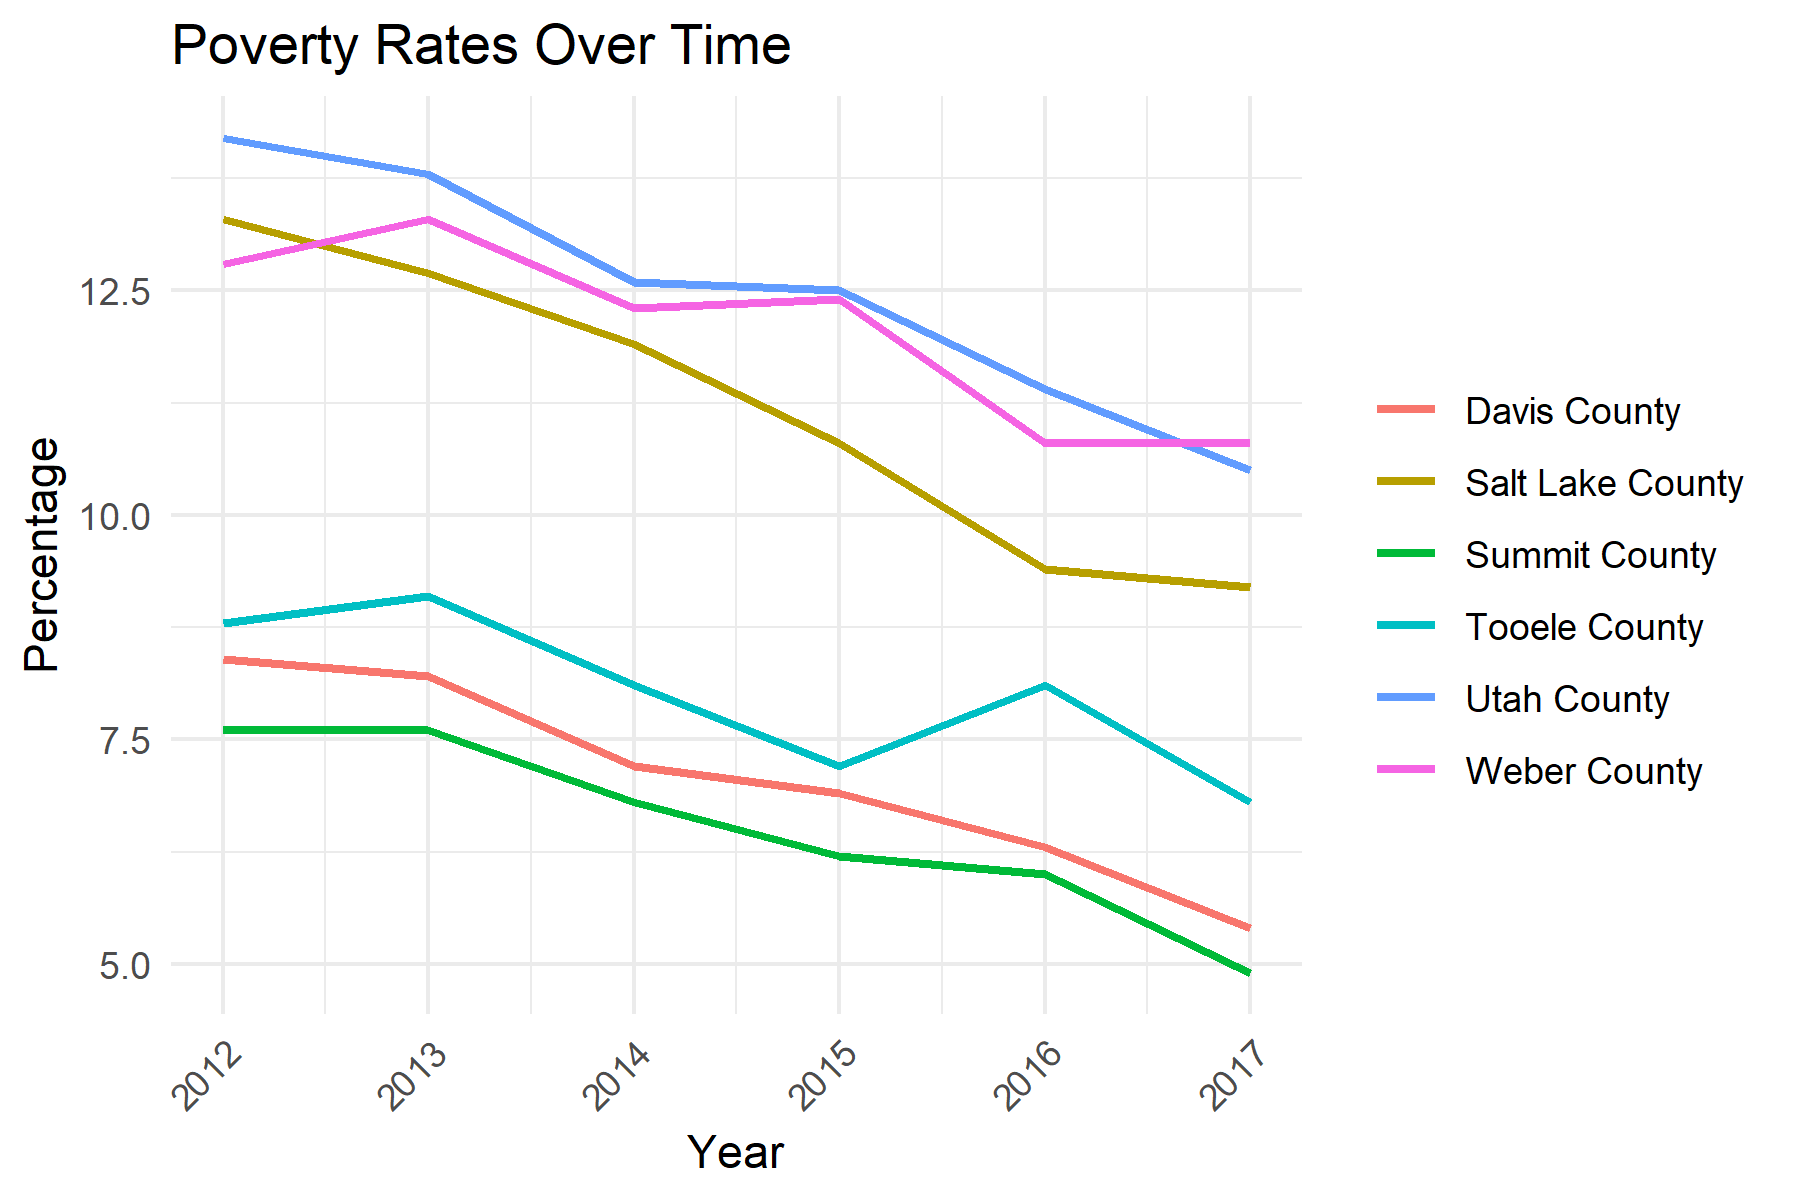 Poverty Rates Over Time
Percentage
12.5
10.0
7.5
5.0
2012
2013
2014
2015
2016
2017
Year
Davis County
Salt Lake County
Summit County
Tooele County
Utah County
Weber County